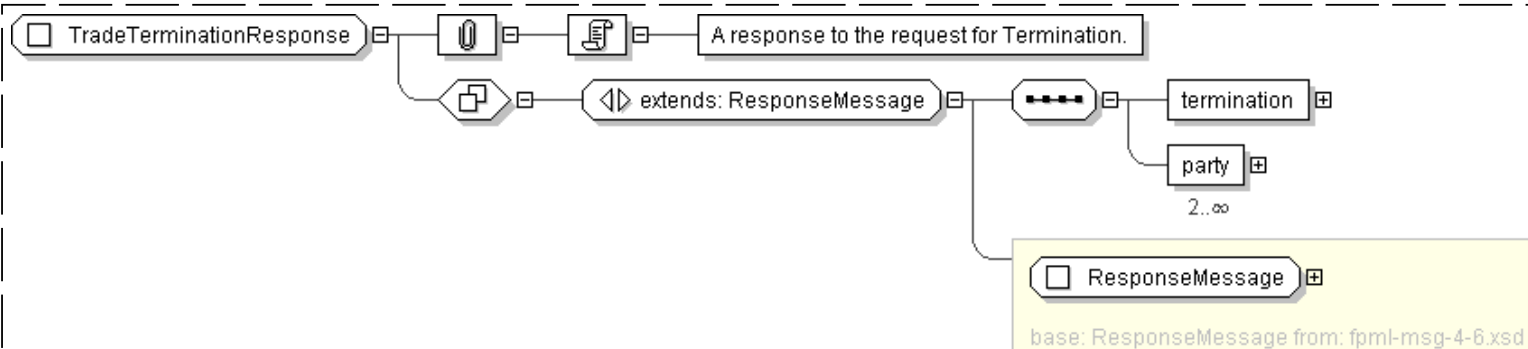 TradeTerminationResponse
A response to the request for Termination.
extends: ResponseMessage
termination
party
2..∞
ResponseMessage
base: ResponseMessage from: fpml-msg-4-6.xsd